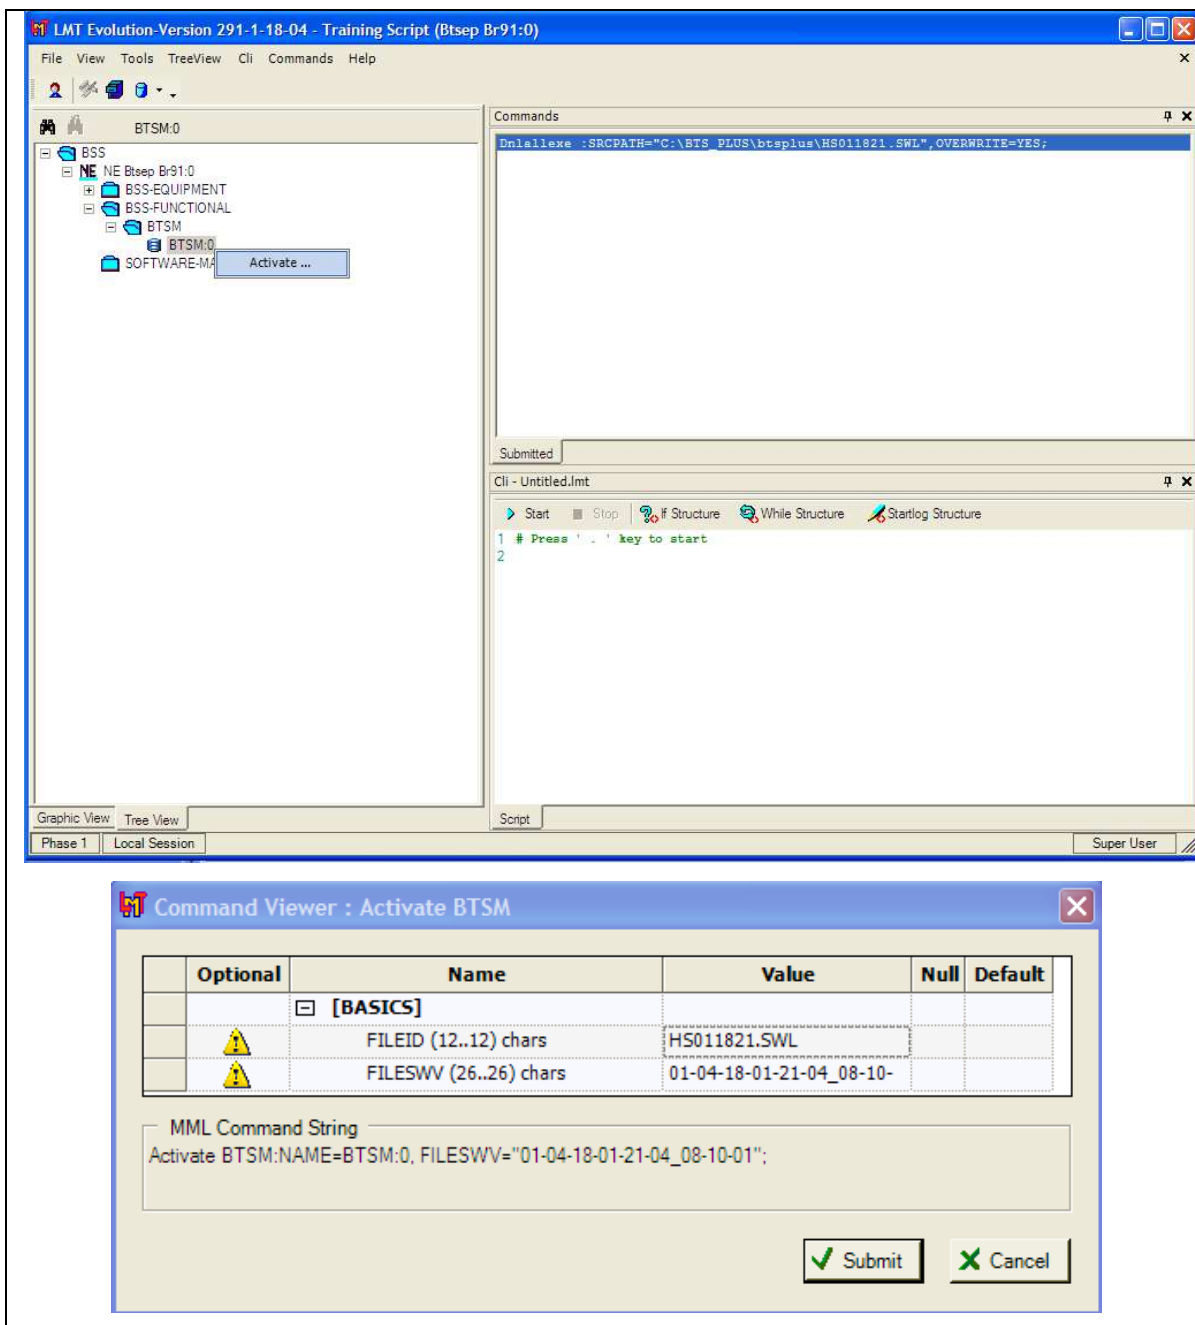 LMT Evolution-Version 291-1-18-04 - Training Script (Btsep Br91:0)
File View Tools TreeView Cli Commands Help
BTSM:0
BSS
NE NE Btsep Br91:0
BSS-EQUIPMENT
BSS-FUNCTIONAL
BTSM
BTSM:0
SOFTWARE-MA
Activate ...
Graphic View Tree View
Commands
Dnlallexe :SRCPATH="C:\BTS_PLUS\btsplus\HS011821.SWL",OVERWRITE=YES;
Submitted
Cli - Untitled.lmt
Start Stop If Structure While Structure Startlog Structure
1 # Press ' . ' key to start
2
Script
Phase 1 Local Session Super User
Command Viewer : Activate BTSM
Optional Name Value Null Default
[BASICS]
FILEID (12..12) chars HS011821.SWL
FILESWV (26..26) chars 01-04-18-01-21-04_08-10-
MML Command String
Activate BTSM:NAME=BTSM:0, FILESWV="01-04-18-01-21-04_08-10-01";
Submit Cancel